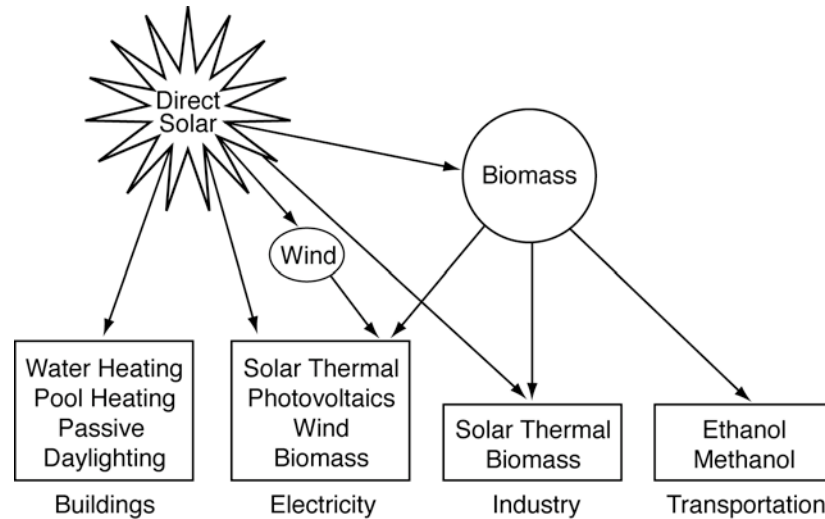 Direct
Solar
Biomass
Wind
Water Heating
Pool Heating
Passive
Daylighting
Buildings
Solar Thermal
Photovoltaics
Wind
Biomass
Electricity
Solar Thermal
Biomass
Industry
Ethanol
Methanol
Transportation